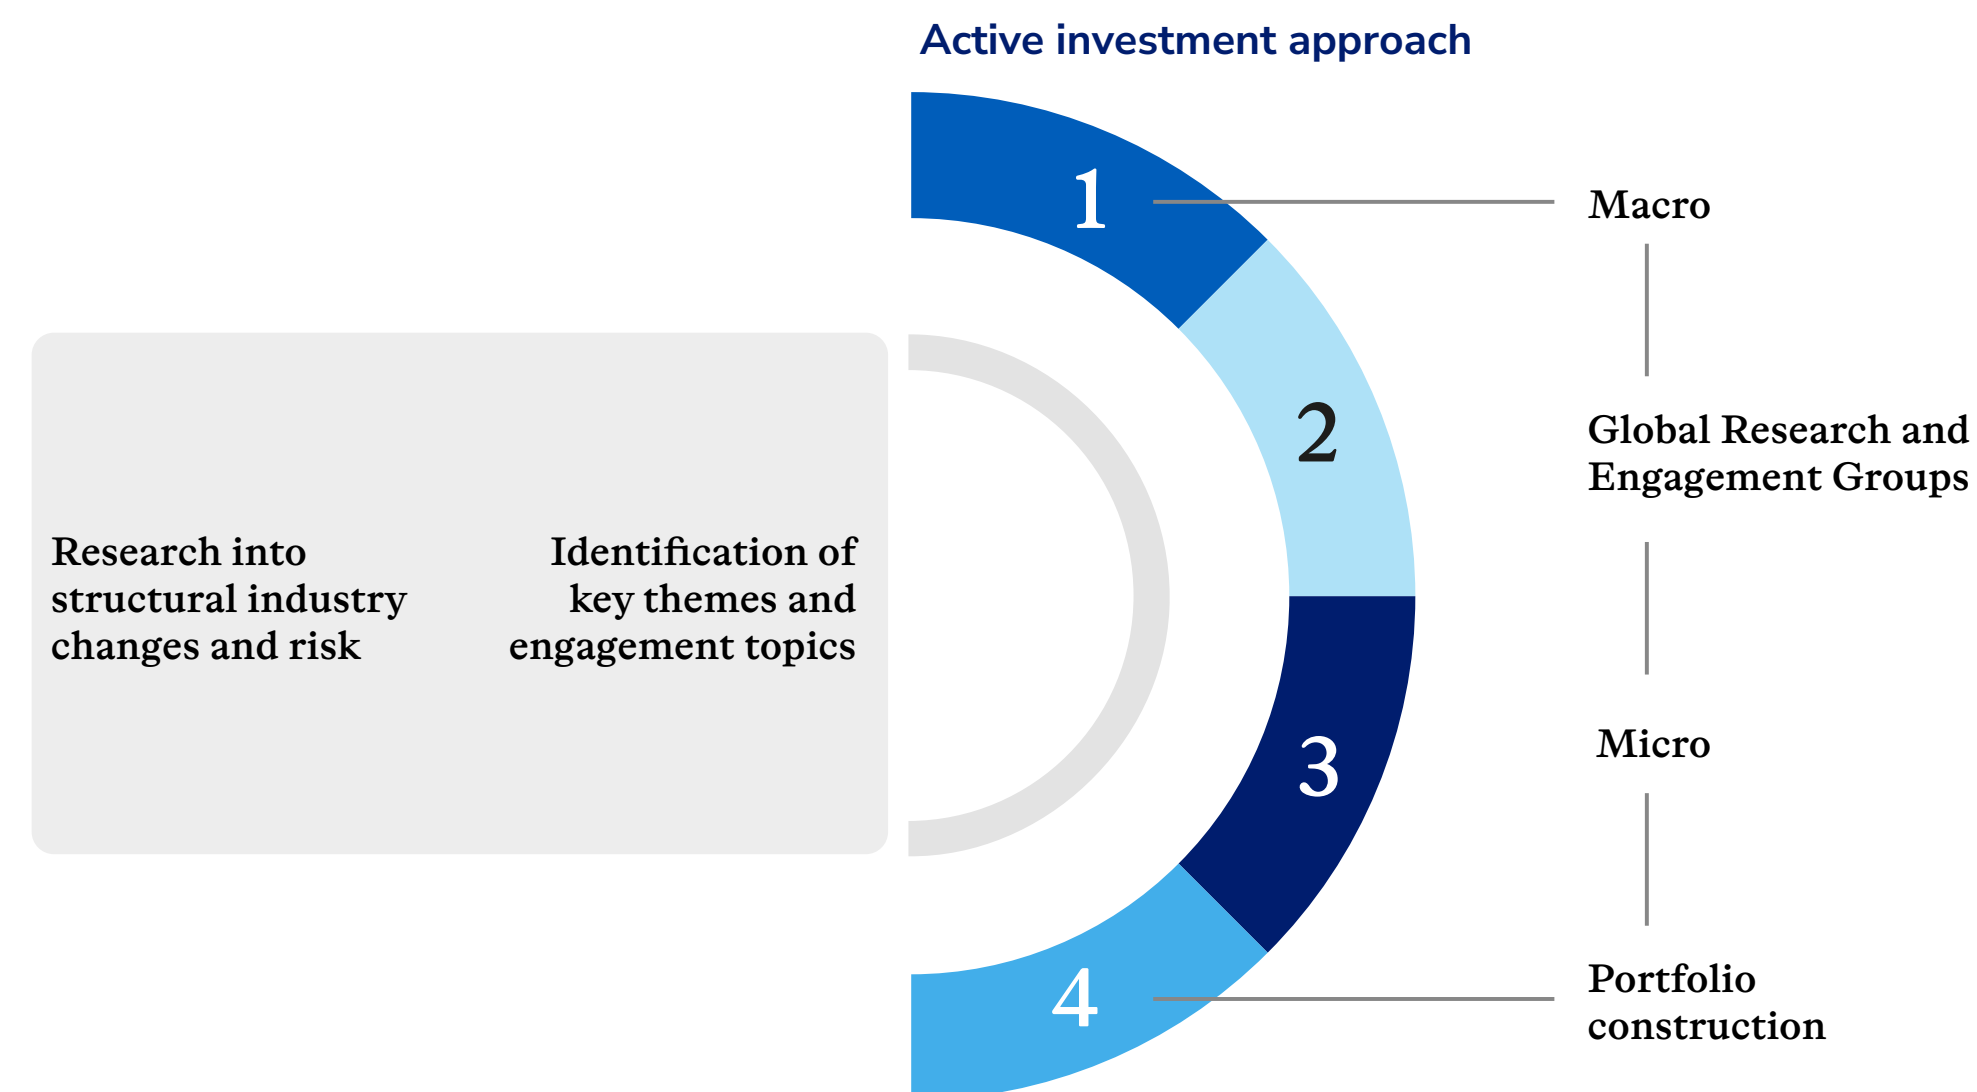 Active investment approach
1
Macro
2
Global Research and
Engagement Groups
Research into
structural industry
changes and risk
Identification of
key themes and
engagement topics
3
Micro
4
Portfolio
construction